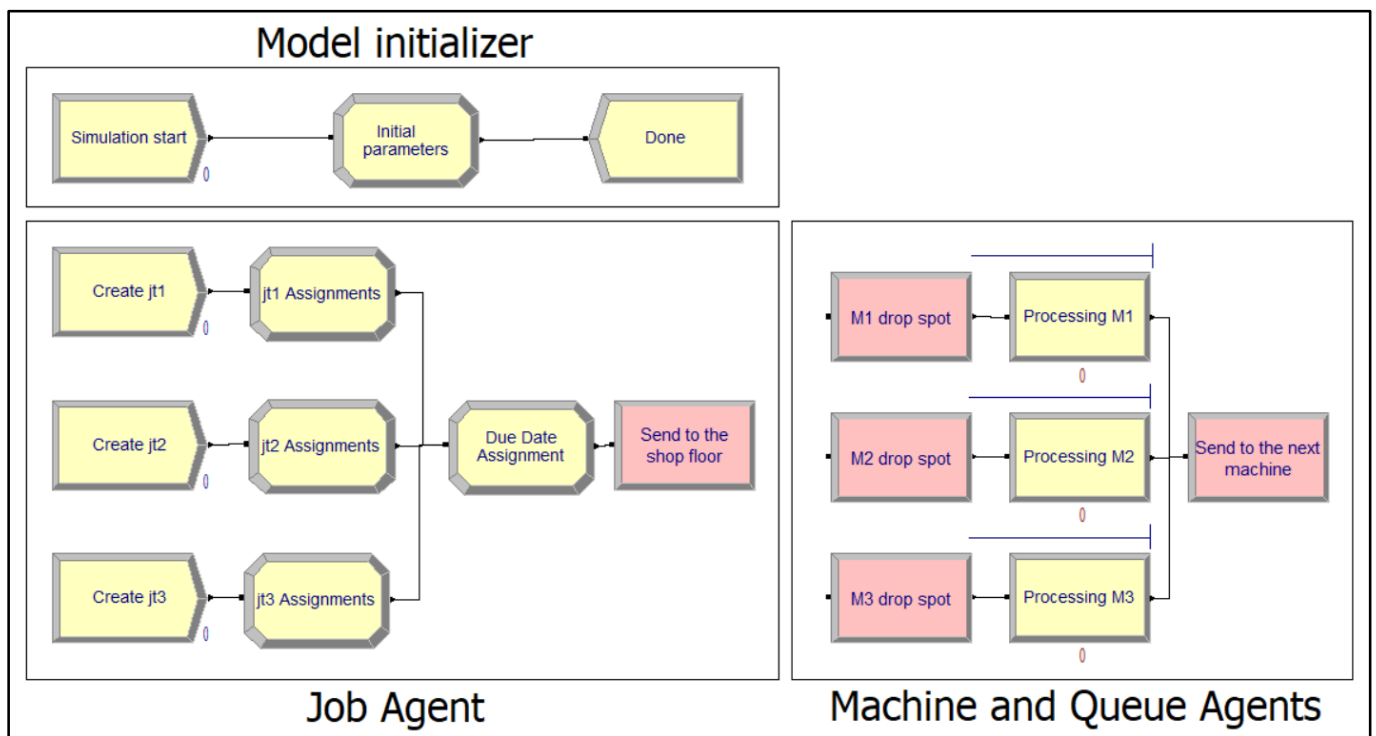 Model initializer
Simulation start
0
Initial
parameters
Done
Create jt1
0
jt1 Assignments
Create jt2
0
jt2 Assignments
Create jt3
0
jt3 Assignments
Due Date
Assignment
Send to the
shop floor
Job Agent
M1 drop spot
Processing M1
0
M2 drop spot
Processing M2
0
M3 drop spot
Processing M3
0
Send to the next
machine
Machine and Queue Agents